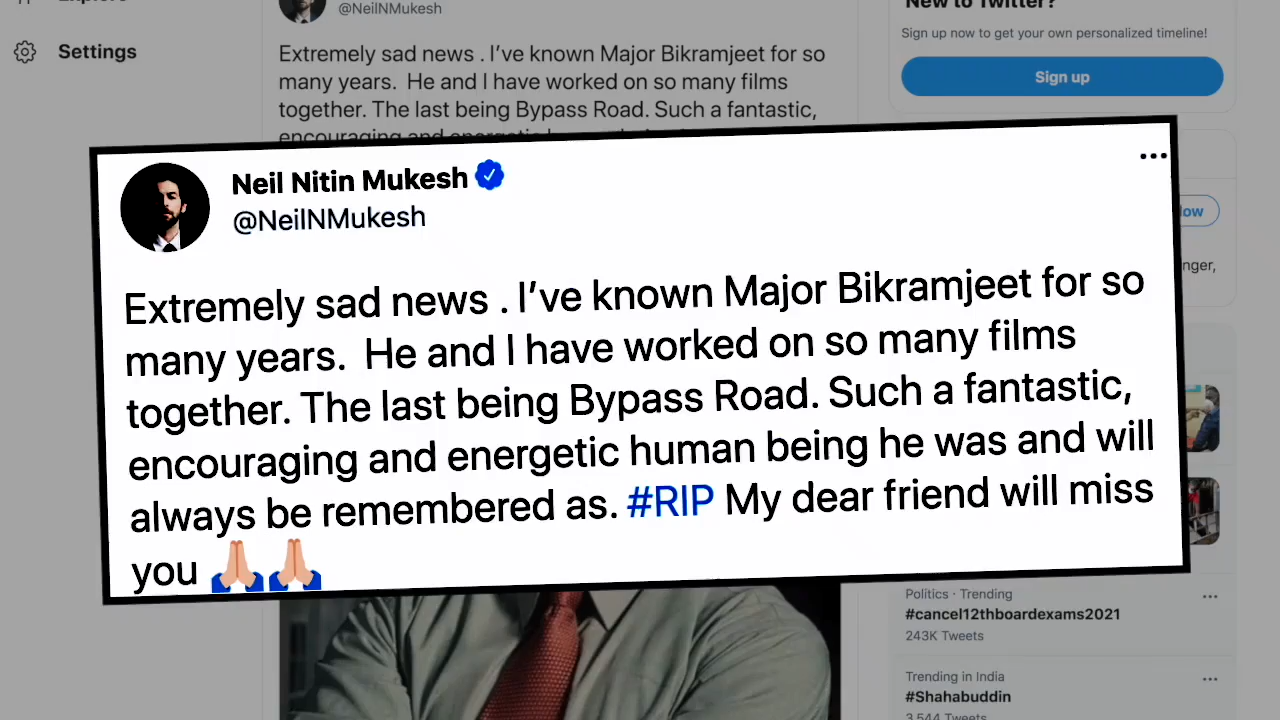 Settings
@NeilNMukesh
Extremely sad news . I've known Major Bikramjeet for so
many years.  He and I have worked on so many films
together. The last being Bypass Road. Such a fantastic,
New to Twitter?
Sign up now to get your own personalized timeline!
Sign up
Neil Nitin Mukesh
@NeilNMukesh
Extremely sad news . I've known Major Bikramjeet for so
many years.  He and I have worked on so many films
together. The last being Bypass Road. Such a fantastic,
encouraging and energetic human being he was and will
always be remembered as. #RIP My dear friend will miss
you 🙏🙏
Politics · Trending
#cancel12thboardexams2021
243K Tweets
Trending in India
#Shahabuddin
3,544 Tweets